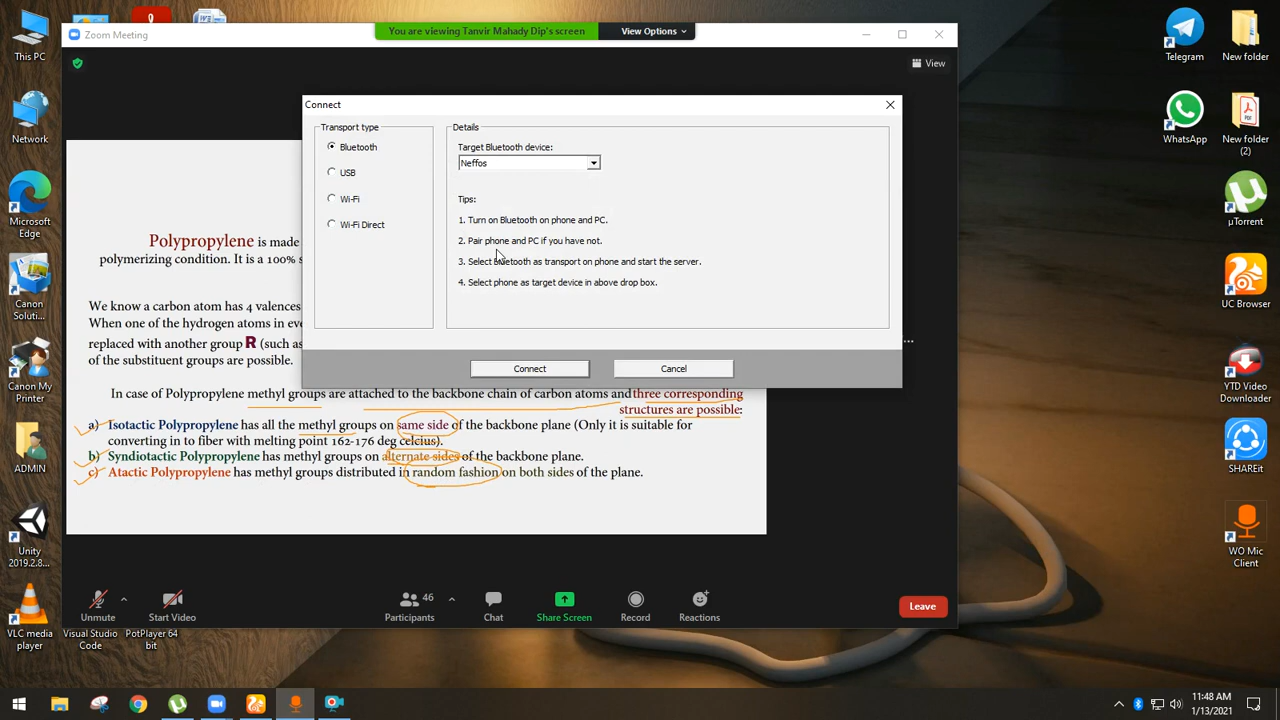 This PC
Network
Microsoft
Edge
Canon
Soluti...
Canon My
Printer
ADMIN
Unity
2019.2.8...
VLC media
player
Visual Studio
Code
PotPlayer 64
bit
Zoom Meeting
You are viewing Tanvir Mahady Dip's screen
View Options
View
Connect
Transport type
Bluetooth
USB
Wi-Fi
Wi-Fi Direct
Details
Target Bluetooth device:
Neffos
Tips:
1. Turn on Bluetooth on phone and PC.
2. Pair phone and PC if you have not.
3. Select Bluetooth as transport on phone and start the server.
4. Select phone as target device in above drop box.
Connect
Cancel
Polypropylene is made
polymerizing condition. It is a 100% s
We know a carbon atom has 4 valences
When one of the hydrogen atoms in eve
replaced with another group R (such as
of the substituent groups are possible.
In case of Polypropylene methyl groups are attached to the backbone chain of carbon atoms and three corresponding
structures are possible:
a) Isotactic Polypropylene has all the methyl groups on same side of the backbone plane (Only it is suitable for
converting in to fiber with melting point 162-176 deg celcius).
b) Syndiotactic Polypropylene has methyl groups on alternate sides of the backbone plane.
c) Atactic Polypropylene has methyl groups distributed in random fashion on both sides of the plane.
Unmute
Start Video
46
Participants
Chat
Share Screen
Record
Reactions
Leave
Telegram
New folder
WhatsApp
New folder
(2)
µTorrent
UC Browser
YTD Video
Downloader
SHAREit
WO Mic
Client
11:48 AM
1/13/2021